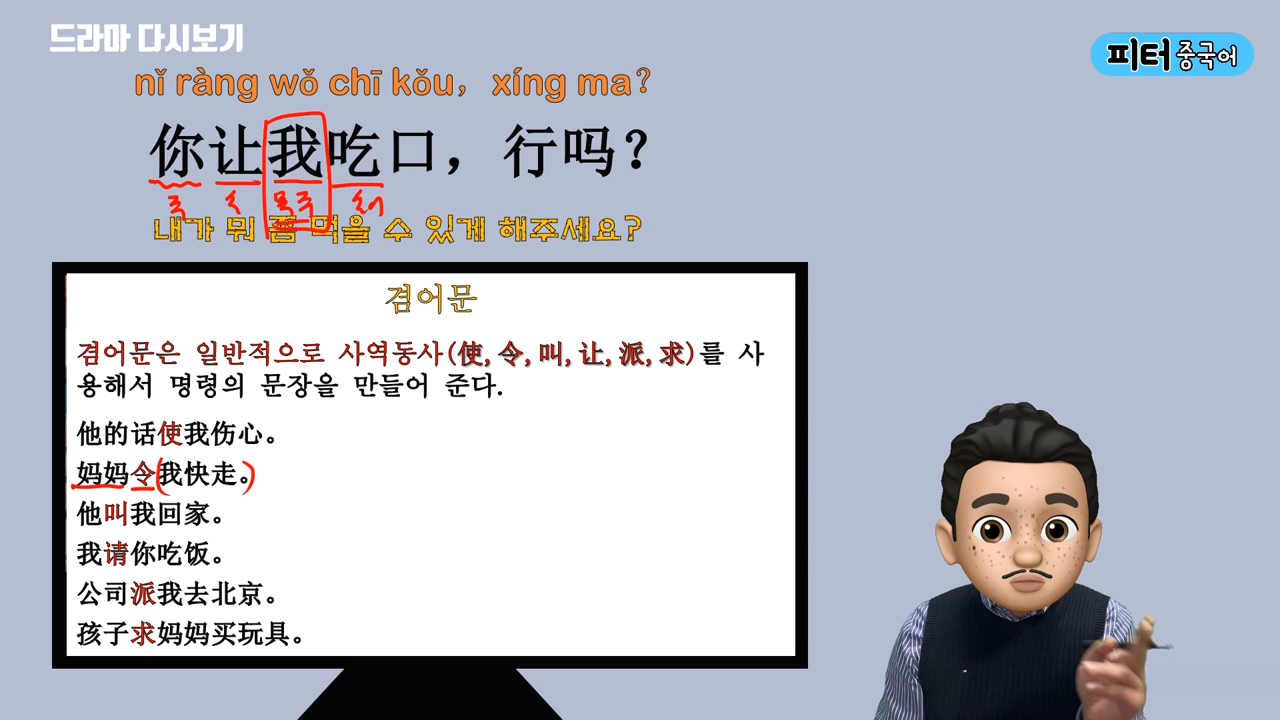 드라마 다시보기
피터 중국어
nǐ ràng wǒ chī kǒu, xíng ma?
你让我吃口，行吗？
주 수 목주 술어
내가 뭐 좀 먹을 수 있게 해주세요?
겸어문
겸어문은 일반적으로 사역동사(使,令,叫,让,派,求)를 사
용해서 명령의 문장을 만들어 준다.
他的话使我伤心。
妈妈令我快走。
他叫我回家。
我请你吃饭。
公司派我去北京。
孩子求妈妈买玩具。